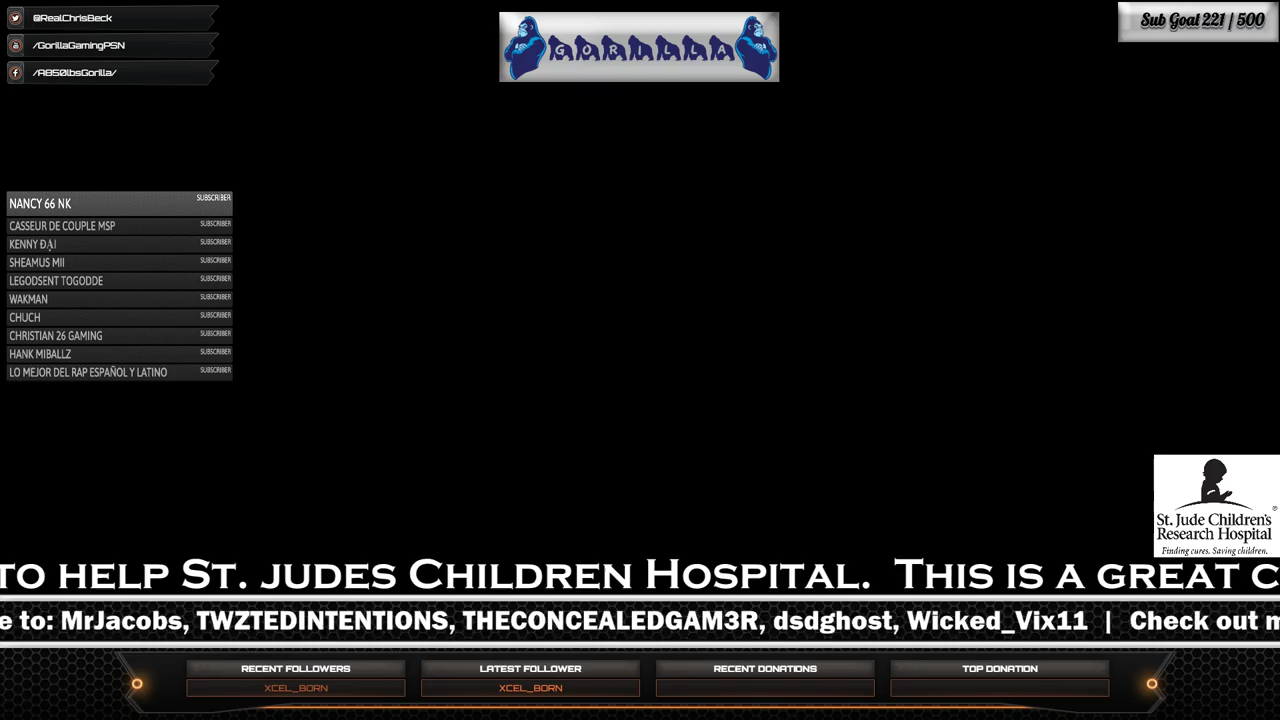 @RealChrisBeck
/GorillaGamingPSN
/A850lbsGorilla/
GORILLA
Sub Goal 221 / 500
NANCY 66 NK SUBSCRIBER
CASSEUR DE COUPLE MSP SUBSCRIBER
KENNY ĐẠI SUBSCRIBER
SHEAMUS MII SUBSCRIBER
LEGODSENT TOGODDE SUBSCRIBER
WAKMAN SUBSCRIBER
CHUCH SUBSCRIBER
CHRISTIAN 26 GAMING SUBSCRIBER
HANK MIBALLZ SUBSCRIBER
LO MEJOR DEL RAP ESPAÑOL Y LATINO SUBSCRIBER
St. Jude Children's
Research Hospital
®
Finding cures. Saving children.
TO HELP ST. JUDES CHILDREN HOSPITAL. THIS IS A GREAT C
e to: MrJacobs, TWZTEDINTENTIONS, THECONCEALEDGAM3R, dsdghost, Wicked_Vix11 | Check out m
RECENT FOLLOWERS LATEST FOLLOWER RECENT DONATIONS TOP DONATION
XCEL_BORN XCEL_BORN